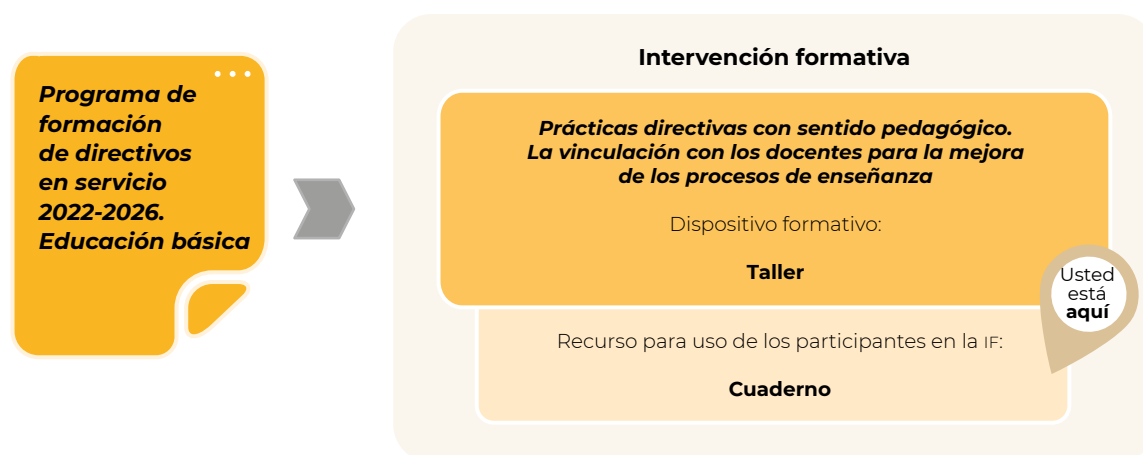 Programa de
formación
de directivos
en servicio
2022-2026.
Educación básica
Intervención formativa
Prácticas directivas con sentido pedagógico.
La vinculación con los docentes para la mejora
de los procesos de enseñanza
Dispositivo formativo:
Taller
Usted
está
aquí
Recurso para uso de los participantes en la IF:
Cuaderno